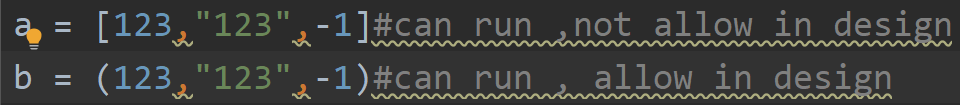 a = [123,"123",-1]#can run ,not allow in design
b = (123,"123",-1)#can run , allow in design